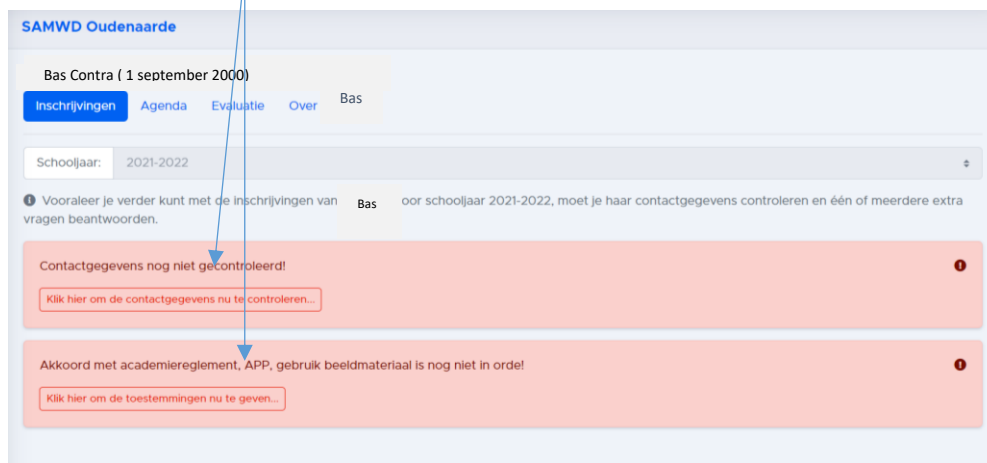 SAMWD Oudenaarde
Bas Contra ( 1 september 2000)
Inschrijvingen Agenda Evaluatie Over Bas
Schooljaar: 2021-2022
Vooraleer je verder kunt met de inschrijvingen van Bas oor schooljaar 2021-2022, moet je haar contactgegevens controleren en één of meerdere extra
vragen beantwoorden.
Contactgegevens nog niet gecontroleerd!
Klik hier om de contactgegevens nu te controleren...
Akkoord met academiereglement, APP, gebruik beeldmateriaal is nog niet in orde!
Klik hier om de toestemmingen nu te geven...